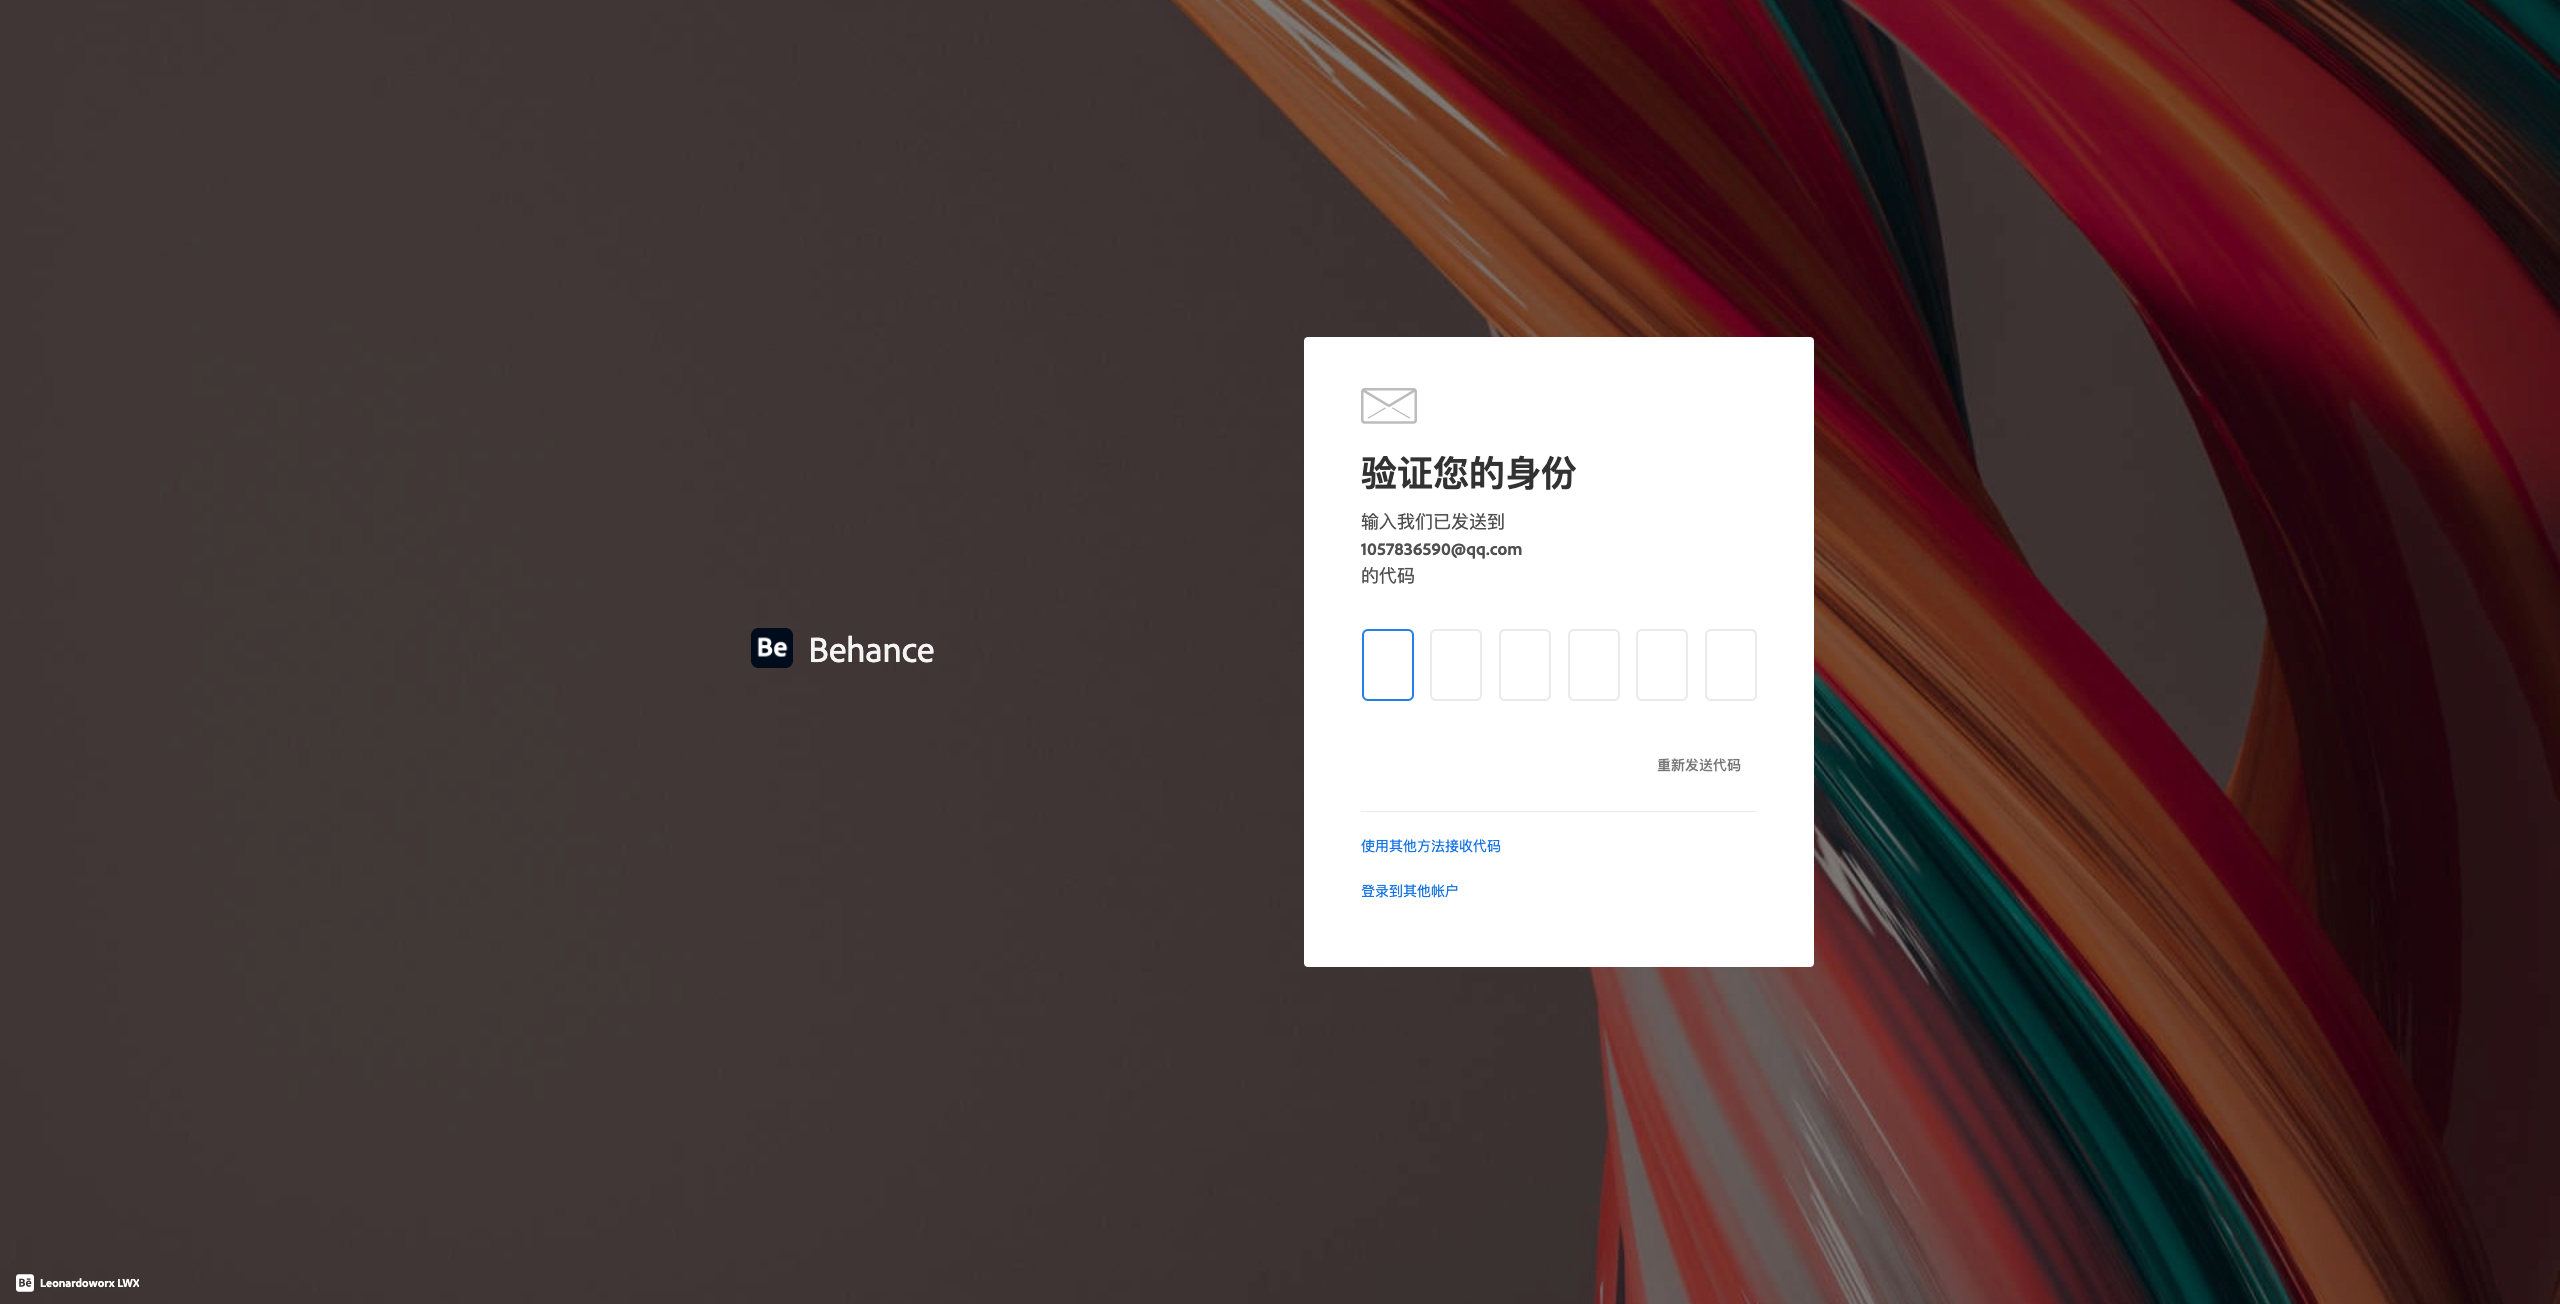 Be Behance
验证您的身份
输入我们已发送到
1057836590@qq.com
的代码
重新发送代码
使用其他方法接收代码
登录到其他帐户
Bē Leonardoworx LWX